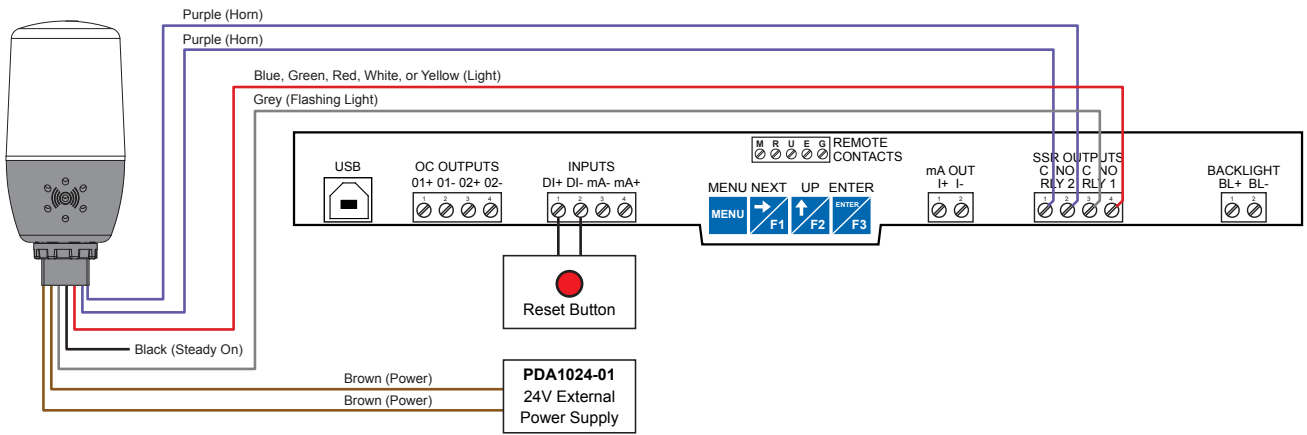 Purple (Horn)
Purple (Horn)
Blue, Green, Red, White, or Yellow (Light)
Grey (Flashing Light)
M R U E G REMOTE
CONTACTS
USB
OC OUTPUTS
01+ 01- 02+ 02-
1 2 3 4
INPUTS
DI+ DI- mA- mA+
1 2 3 4
MENU NEXT UP ENTER
MENU
F1
F2
ENTER
F3
mA OUT
I+ I-
1 2
SSR OUTPUTS
C NO C NO
RLY 2 RLY 1
1 2 3 4
BACKLIGHT
BL+ BL-
1 2
Reset Button
Black (Steady On)
Brown (Power)
Brown (Power)
PDA1024-01
24V External
Power Supply